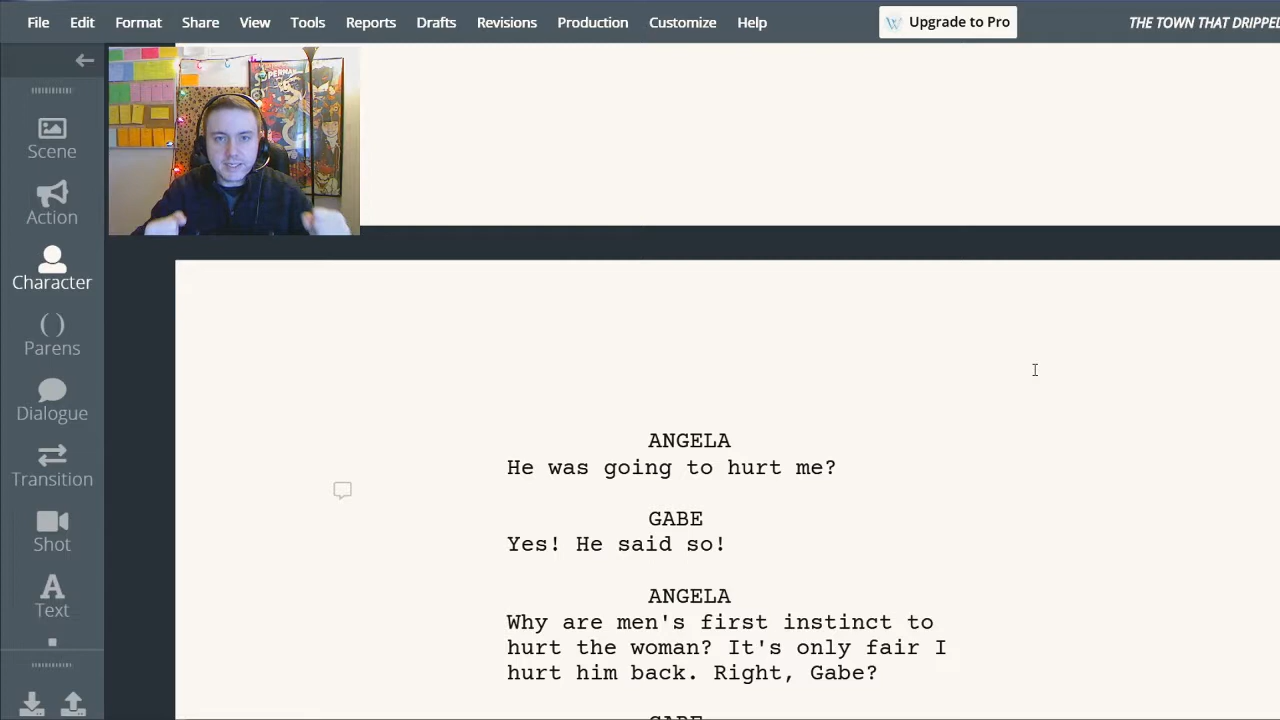 File Edit Format Share View Tools Reports Drafts Revisions Production Customize Help Upgrade to Pro THE TOWN THAT DRIPPED
Scene
Action
Character
Parens
Dialogue
Transition
Shot
Text
ANGELA
He was going to hurt me?
GABE
Yes! He said so!
ANGELA
Why are men's first instinct to
hurt the woman? It's only fair I
hurt him back. Right, Gabe?
GABE